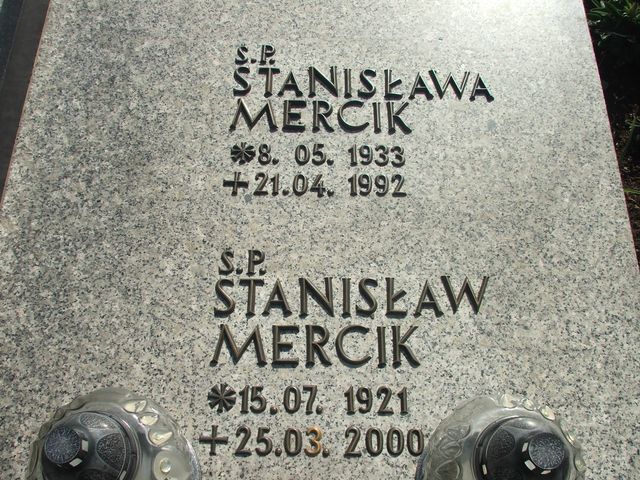 Ś.P.
STANISŁAWA
MERCIK
*8. 05. 1933
+21.04. 1992
Ś.P.
STANISŁAW
MERCIK
*15.07. 1921
+25.03. 2000